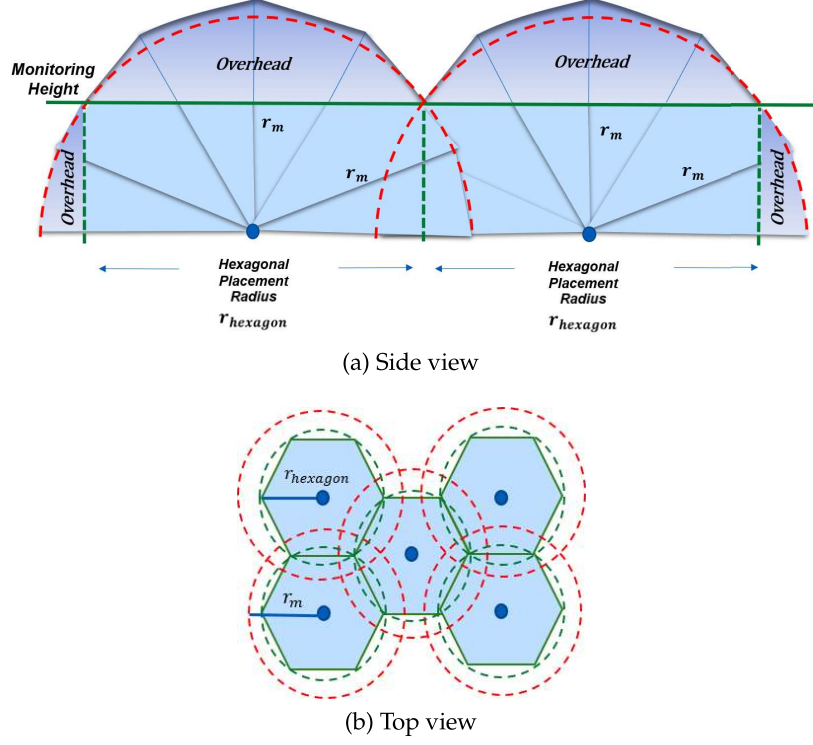 Overhead
Overhead
Monitoring
Height
r_m
r_m
r_m
r_m
Overhead
Overhead
Hexagonal
Placement
Radius
r_hexagon
Hexagonal
Placement
Radius
r_hexagon
(a) Side view
r_hexagon
r_m
(b) Top view